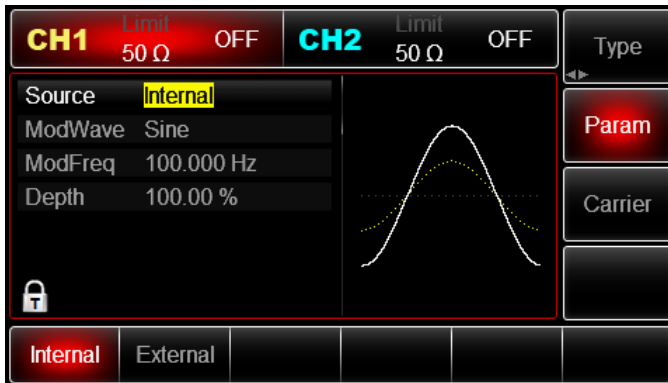 CH1 Limit 50 Ω OFF CH2 Limit 50 Ω OFF
Type
Source Internal
ModWave Sine
ModFreq 100.000 Hz
Depth 100.00 %
Param
Carrier
T
Internal External